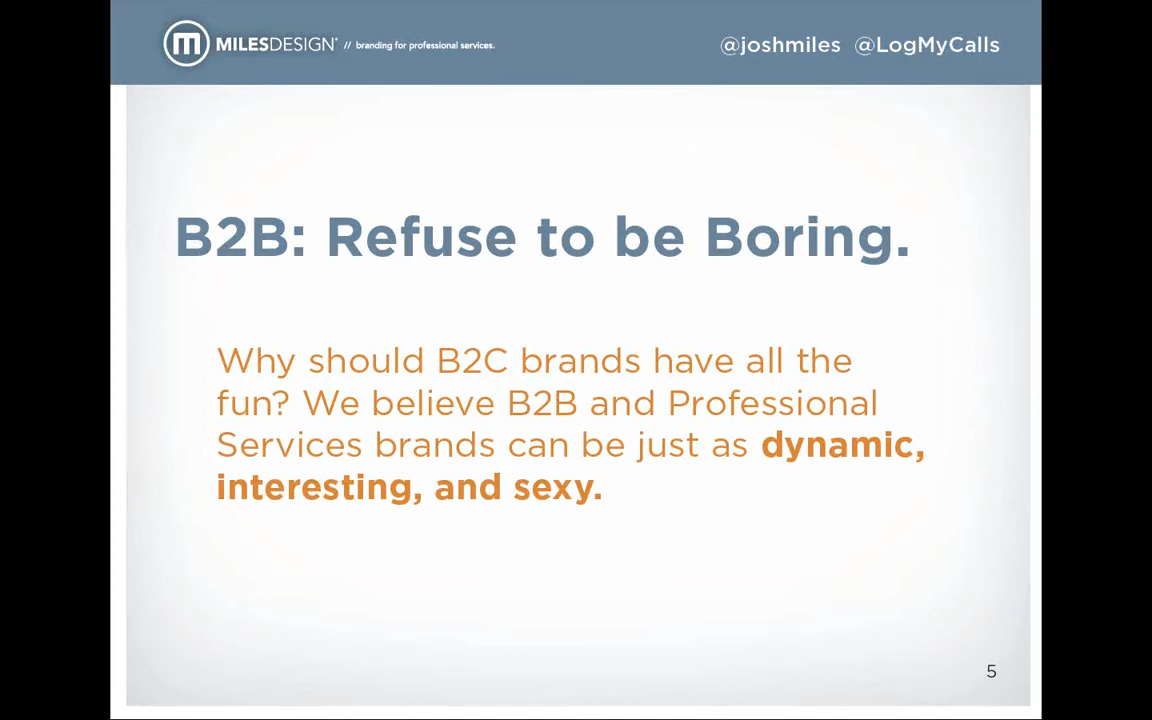 MILESDESIGN® // branding for professional services.
@joshmiles @LogMyCalls
B2B: Refuse to be Boring.
Why should B2C brands have all the
fun? We believe B2B and Professional
Services brands can be just as dynamic,
interesting, and sexy.
5